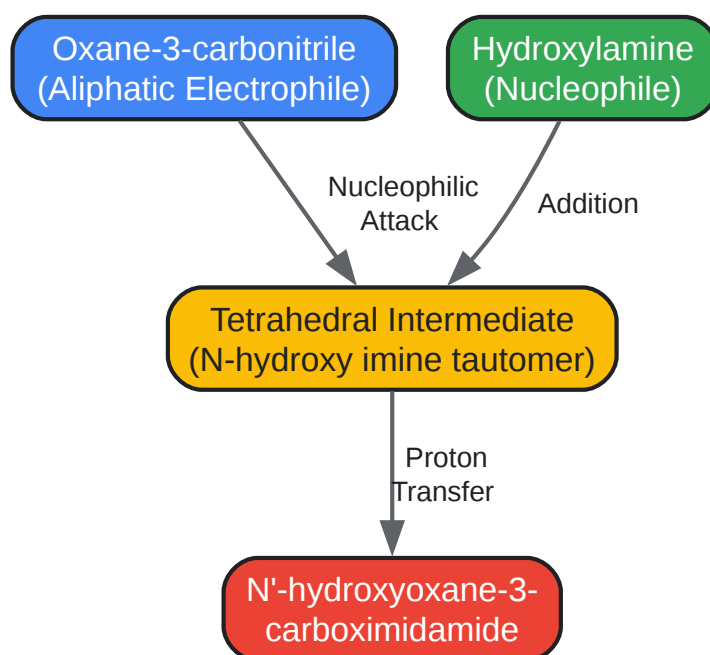 Oxane-3-carbonitrile
(Aliphatic Electrophile)
Hydroxylamine
(Nucleophile)
Nucleophilic
Attack
Addition
Tetrahedral Intermediate
(N-hydroxy imine tautomer)
Proton
Transfer
N'-hydroxyoxane-3-
carboximidamide